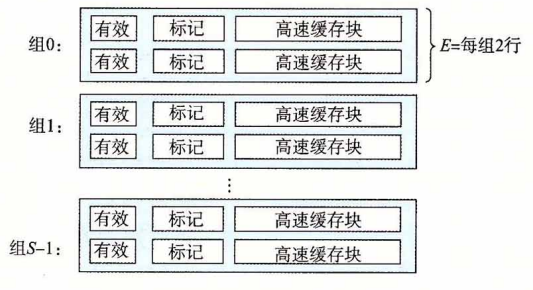 组0：
有效 标记 高速缓存块
有效 标记 高速缓存块
E=每组2行
组1：
有效 标记 高速缓存块
有效 标记 高速缓存块
⋮
组S–1：
有效 标记 高速缓存块
有效 标记 高速缓存块